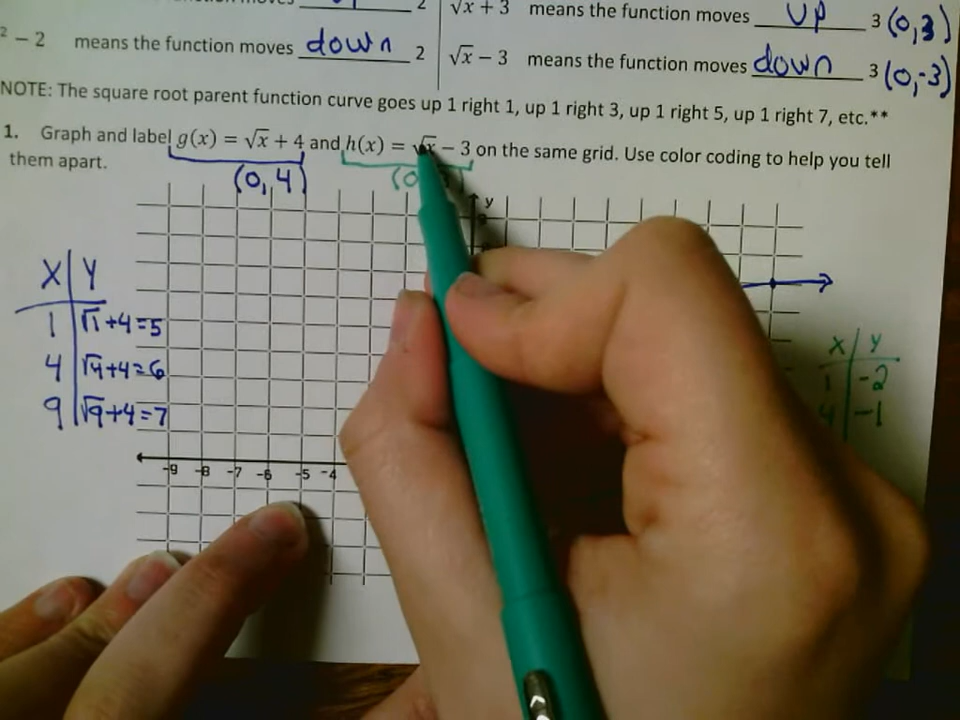 up 2 √x + 3 means the function moves up 3 (0,3)
² − 2 means the function moves down 2 √x − 3 means the function moves down 3 (0,-3)
NOTE: The square root parent function curve goes up 1 right 1, up 1 right 3, up 1 right 5, up 1 right 7, etc.**
1. Graph and label g(x) = √x + 4 and h(x) = √x − 3 on the same grid. Use color coding to help you tell
them apart.
(0,4) (0
y
X Y
1 √1+4=5
4 √4+4=6
9 √9+4=7
X Y
1 -2
4 -1
-9 -8 -7 -6 -5 -4